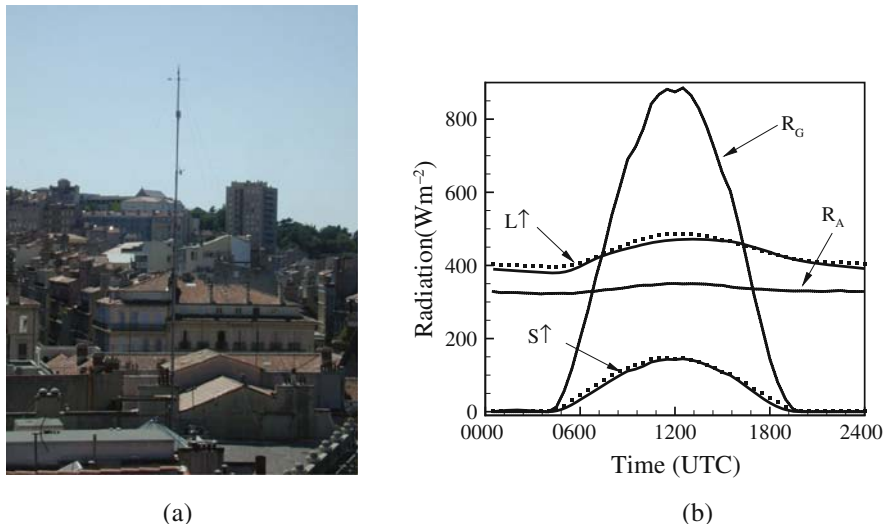 800
600
400
200
0
Radiation(Wm⁻²)
R_G
L↑
R_A
S↑
0000 0600 1200 1800 2400
Time (UTC)
(a) (b)